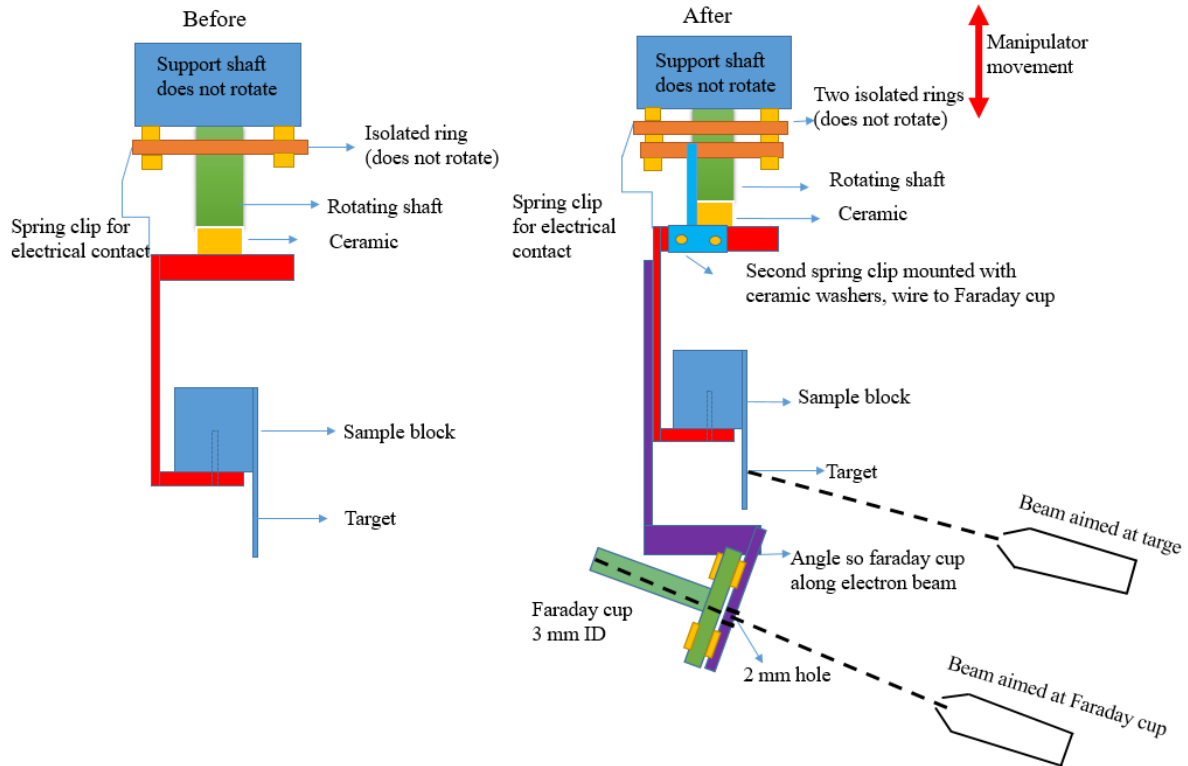 Before
Support shaft
does not rotate
Isolated ring
(does not rotate)
Rotating shaft
Spring clip for
electrical contact
Ceramic
Sample block
Target
After
Support shaft
does not rotate
Manipulator
movement
Two isolated rings
(does not rotate)
Rotating shaft
Spring clip
for electrical
contact
Ceramic
Second spring clip mounted with
ceramic washers, wire to Faraday cup
Sample block
Target
Beam aimed at targe
Angle so faraday cup
along electron beam
Faraday cup
3 mm ID
2 mm hole
Beam aimed at Faraday cup